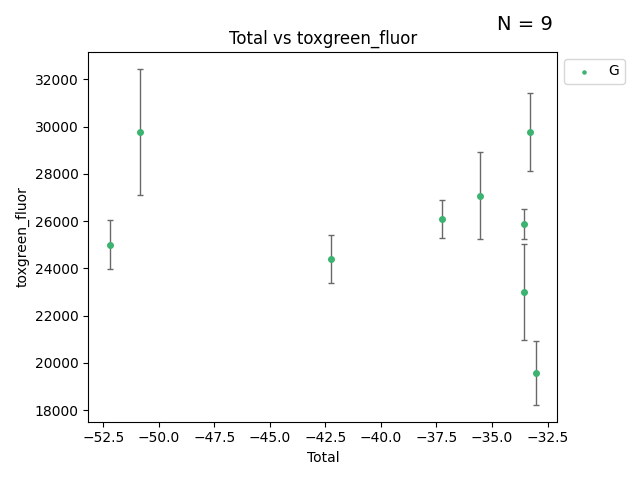 N = 9
Total vs toxgreen_fluor
G
32000
30000
28000
26000
24000
22000
20000
18000
toxgreen_fluor
−52.5 −50.0 −47.5 −45.0 −42.5 −40.0 −37.5 −35.0 −32.5
Total